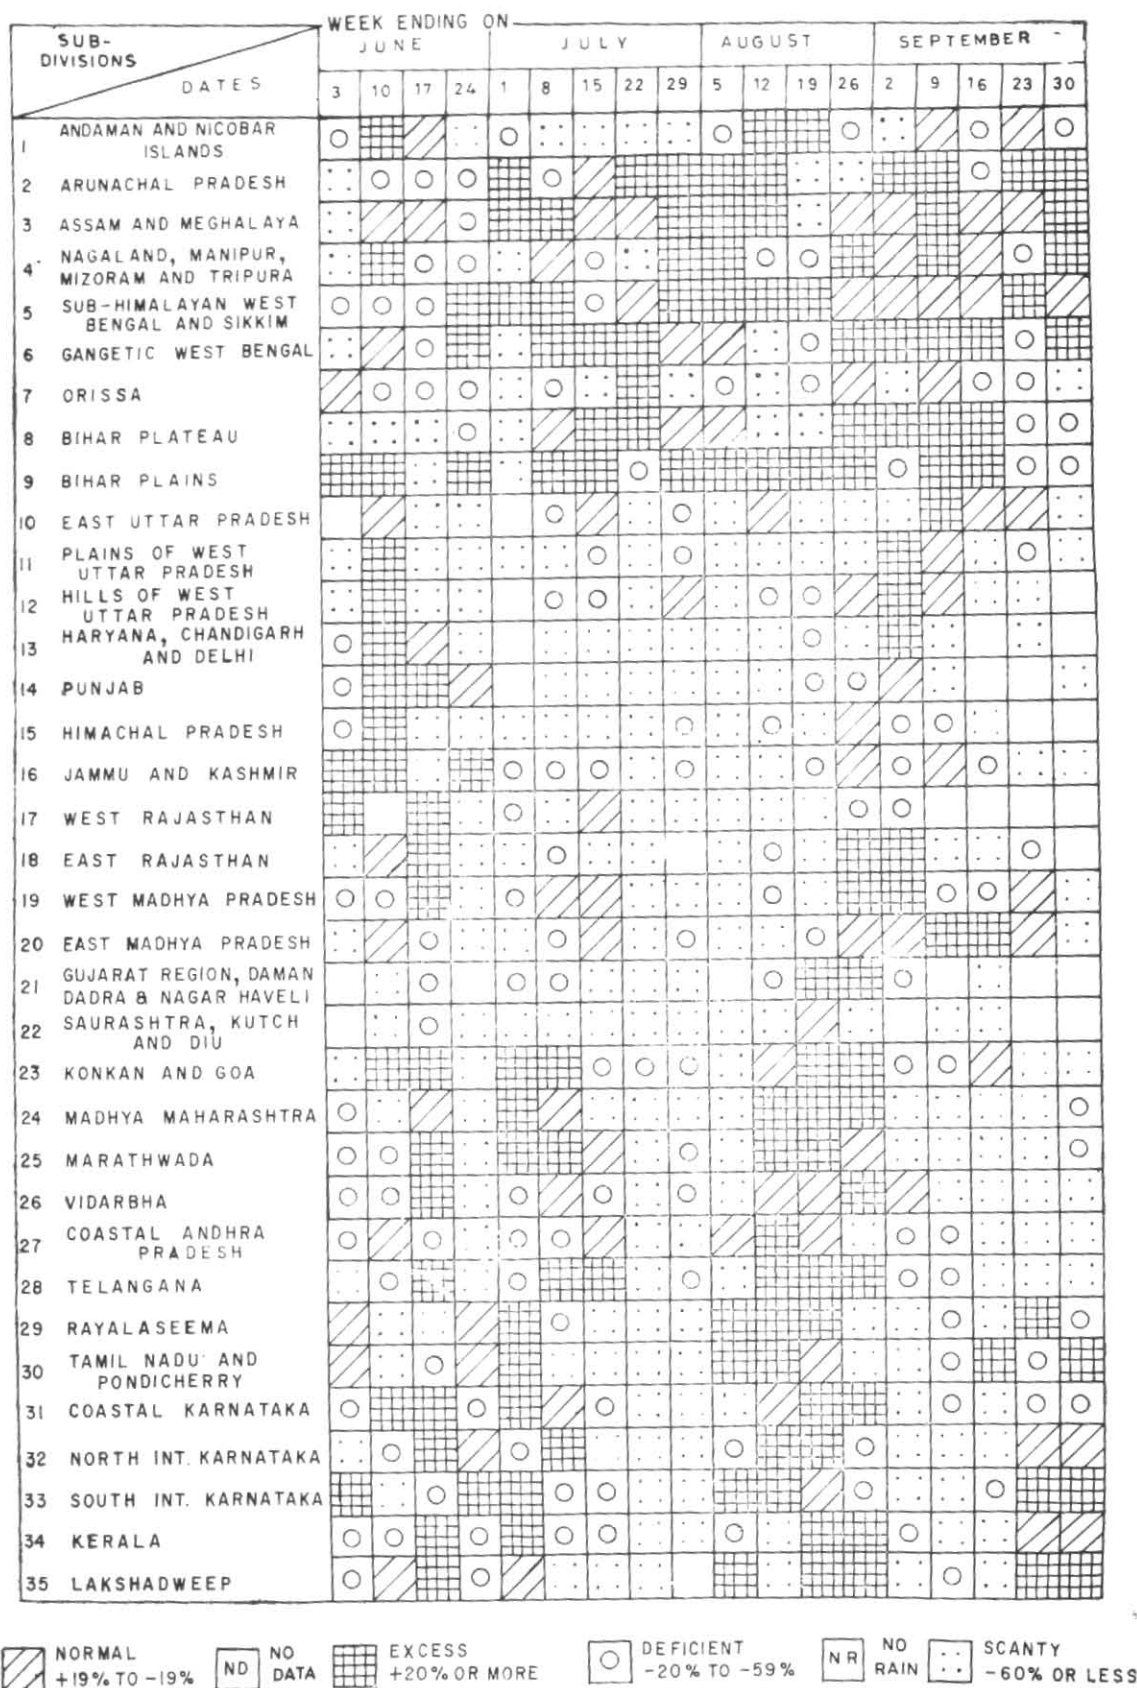 WEEK ENDING ON
SUB-
DIVISIONS
DATES
JUNE
JULY
AUGUST
SEPTEMBER
3 10 17 24 1 8 15 22 29 5 12 19 26 2 9 16 23 30
1 ANDAMAN AND NICOBAR
ISLANDS
2 ARUNACHAL PRADESH
3 ASSAM AND MEGHALAYA
4 NAGALAND, MANIPUR,
MIZORAM AND TRIPURA
5 SUB-HIMALAYAN WEST
BENGAL AND SIKKIM
6 GANGETIC WEST BENGAL
7 ORISSA
8 BIHAR PLATEAU
9 BIHAR PLAINS
10 EAST UTTAR PRADESH
11 PLAINS OF WEST
UTTAR PRADESH
12 HILLS OF WEST
UTTAR PRADESH
13 HARYANA, CHANDIGARH
AND DELHI
14 PUNJAB
15 HIMACHAL PRADESH
16 JAMMU AND KASHMIR
17 WEST RAJASTHAN
18 EAST RAJASTHAN
19 WEST MADHYA PRADESH
20 EAST MADHYA PRADESH
21 GUJARAT REGION, DAMAN
DADRA & NAGAR HAVELI
22 SAURASHTRA, KUTCH
AND DIU
23 KONKAN AND GOA
24 MADHYA MAHARASHTRA
25 MARATHWADA
26 VIDARBHA
27 COASTAL ANDHRA
PRADESH
28 TELANGANA
29 RAYALASEEMA
30 TAMIL NADU AND
PONDICHERRY
31 COASTAL KARNATAKA
32 NORTH INT. KARNATAKA
33 SOUTH INT. KARNATAKA
34 KERALA
35 LAKSHADWEEP
NORMAL
+19% TO -19%
ND
NO
DATA
EXCESS
+20% OR MORE
DEFICIENT
-20% TO -59%
NR
NO
RAIN
SCANTY
-60% OR LESS